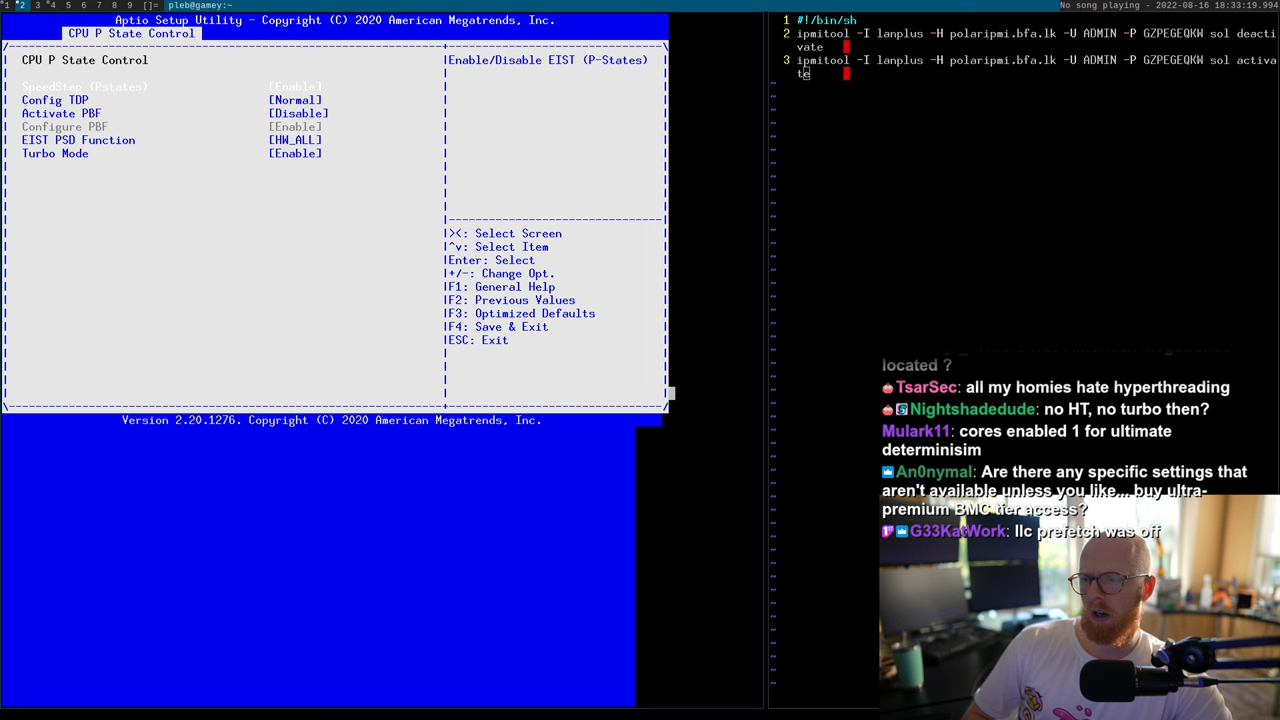 1 2 3 4 5 6 7 8 9 []= pleb@gamey:~
No song playing - 2022-08-16 18:33:19.994
Aptio Setup Utility - Copyright (C) 2020 American Megatrends, Inc.
CPU P State Control
CPU P State Control
Enable/Disable EIST (P-States)
SpeedStep (Pstates) [Enable]
Config TDP [Normal]
Activate PBF [Disable]
Configure PBF [Enable]
EIST PSD Function [HW_ALL]
Turbo Mode [Enable]
><: Select Screen
^v: Select Item
Enter: Select
+/-: Change Opt.
F1: General Help
F2: Previous Values
F3: Optimized Defaults
F4: Save & Exit
ESC: Exit
Version 2.20.1276. Copyright (C) 2020 American Megatrends, Inc.
1 #!/bin/sh
2 ipmitool -I lanplus -H polaripmi.bfa.lk -U ADMIN -P GZPEGEQKW sol deacti
vate
3 ipmitool -I lanplus -H polaripmi.bfa.lk -U ADMIN -P GZPEGEQKW sol activa
te
located ?
TsarSec: all my homies hate hyperthreading
Nightshadedude: no HT, no turbo then?
Mulark11: cores enabled 1 for ultimate
determinisim
An0nymal: Are there any specific settings that
aren't available unless you like... buy ultra-
premium BMC tier access?
G33KatWork: llc prefetch was off